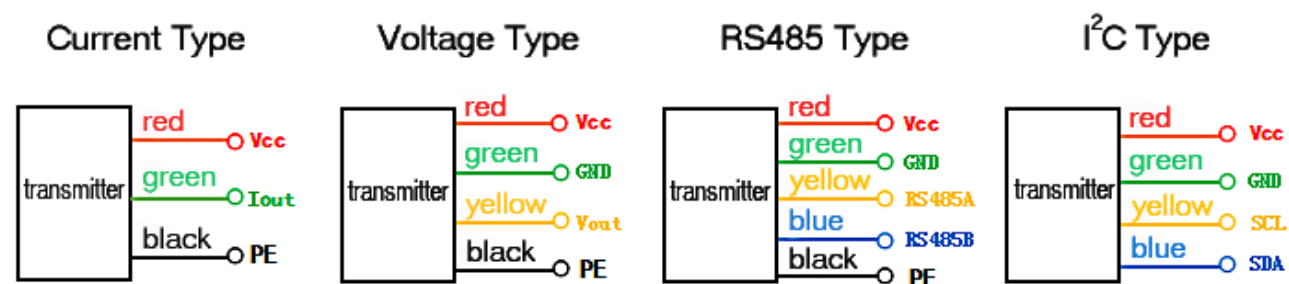 Current Type
Voltage Type
RS485 Type
I²C Type
transmitter
red
Vcc
green
Iout
black
PE
transmitter
red
Vcc
green
GND
yellow
Vout
black
PE
transmitter
red
Vcc
green
GND
yellow
RS485A
blue
RS485B
black
PE
transmitter
red
Vcc
green
GND
yellow
SCL
blue
SDA